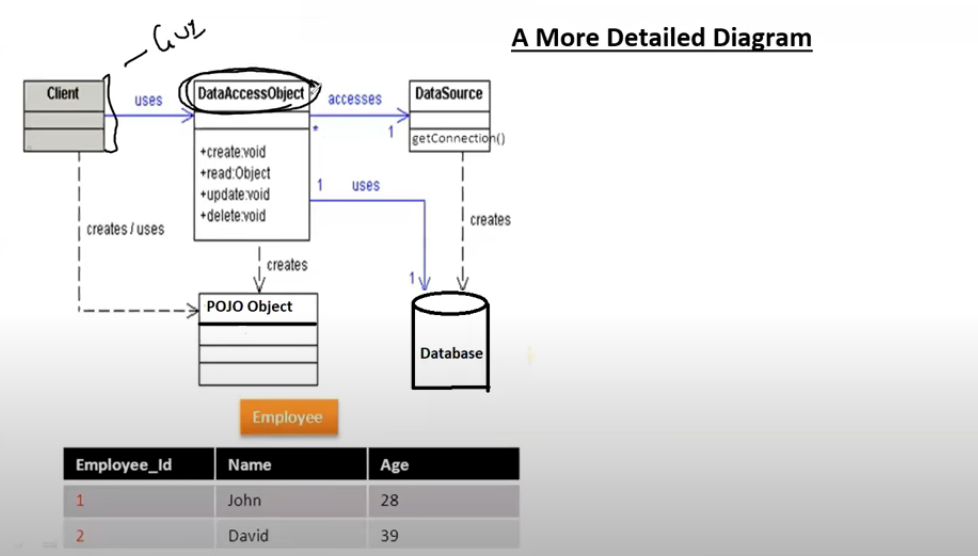 A More Detailed Diagram
GUI
Client
uses
DataAccessObject
accesses
DataSource
*
1
getConnection()
+create:void
+read:Object
+update:void
+delete:void
1
uses
creates / uses
creates
creates
1
POJO Object
Database
Employee
Employee_Id Name Age
1 John 28
2 David 39